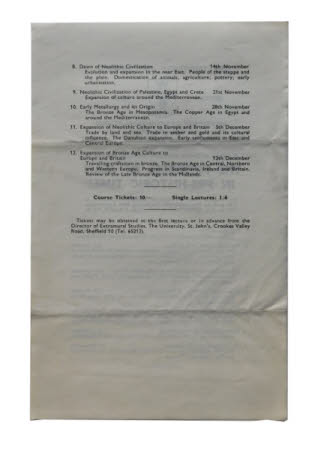 8. Dawn of Neolithic Civilization 14th November
Evolution and expansion in the near East. People of the steppe and
the plain. Domestication of animals, agriculture; pottery; early
urbanisation.
9. Neolithic Civilization of Palestine, Egypt and Crete. 21st November
Expansion of culture around the Mediterranean.
10. Early Metallurgy and its Origin 28th November
The Bronze Age in Mesopotamia. The Copper Age in Egypt and
around the Mediterranean.
11. Expansion of Neolithic Culture to Europe and Britain 5th December
Trade by land and sea. Trade in amber and gold and its cultural
influence. The Danubian expansion. Early settlements in East and
Central Europe.
12. Expansion of Bronze Age Culture to
Europe and Britain 12th December
Travelling craftsmen in bronze. The Bronze Age in Central, Northern
and Western Europe. Progress in Scandinavia, Ireland and Britain.
Review of the Late Bronze Age in the Midlands.
Course Tickets: 10/- Single Lectures: 1/6
Tickets may be obtained at the first lecture or in advance from the
Director of Extramural Studies, The University, St. John's, Crookes Valley
Road, Sheffield 10 (Tel. 65213).